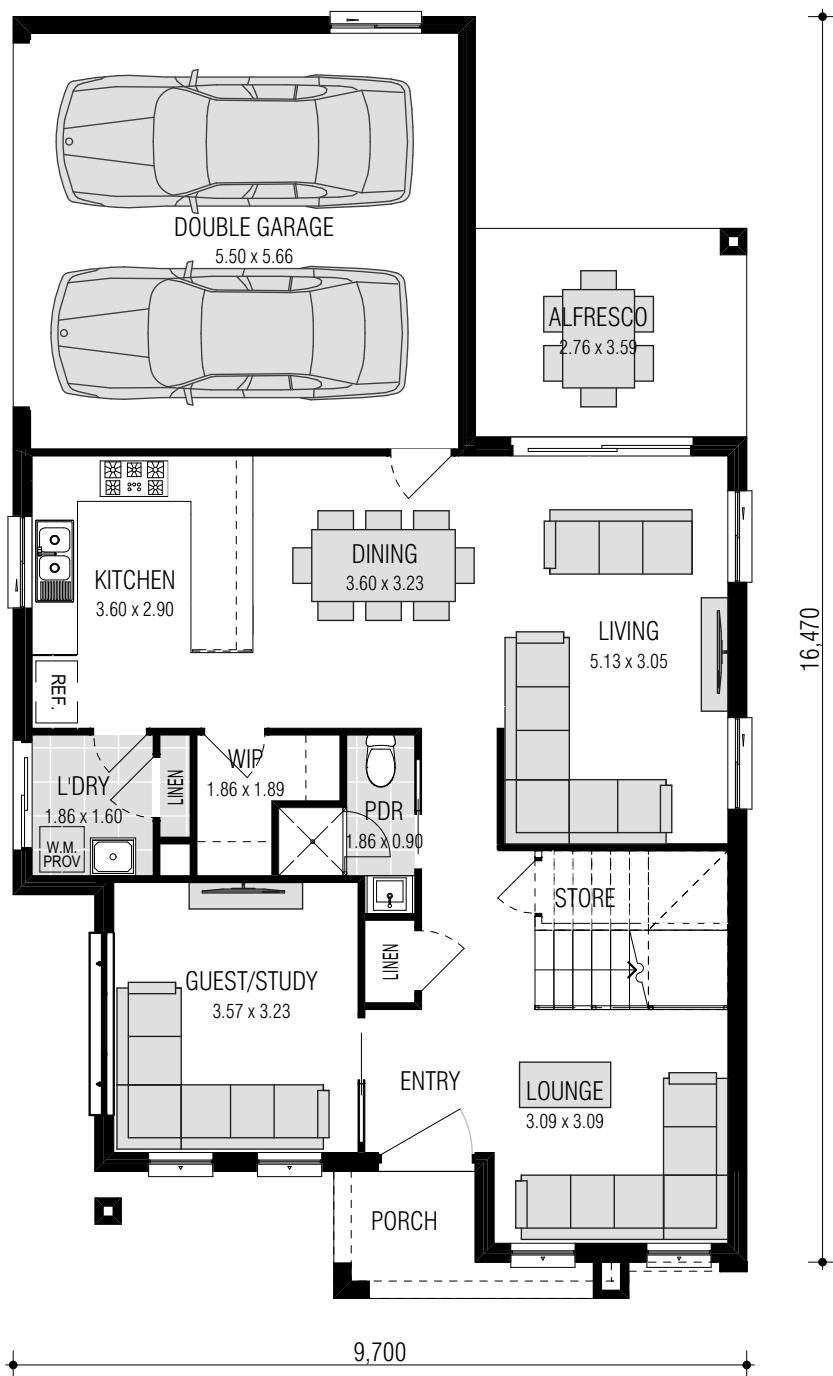 DOUBLE GARAGE
5.50 x 5.66
ALFRESCO
2.76 x 3.59
DINING
3.60 x 3.23
KITCHEN
3.60 x 2.90
LIVING
5.13 x 3.05
16,470
REF.
WIP
1.86 x 1.89
L'DRY
1.86 x 1.60
LINEN
PDR
1.86 x 0.90
W.M.
PROV
STORE
LINEN
GUEST/STUDY
3.57 x 3.23
ENTRY
LOUNGE
3.09 x 3.09
PORCH
9,700